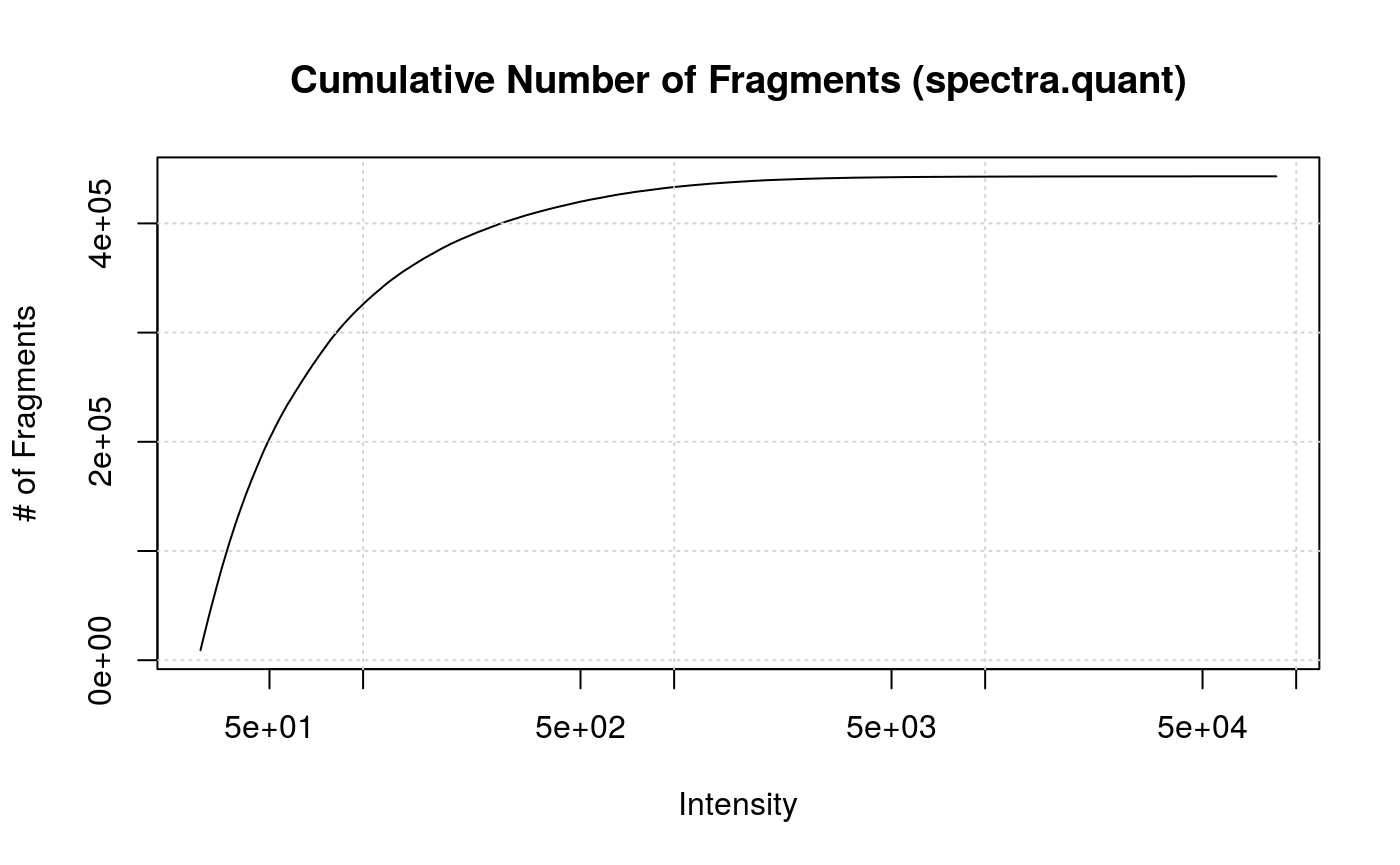 Cumulative Number of Fragments (spectra.quant)
# of Fragments
4e+05
2e+05
0e+00
5e+01 5e+02 5e+03 5e+04
Intensity